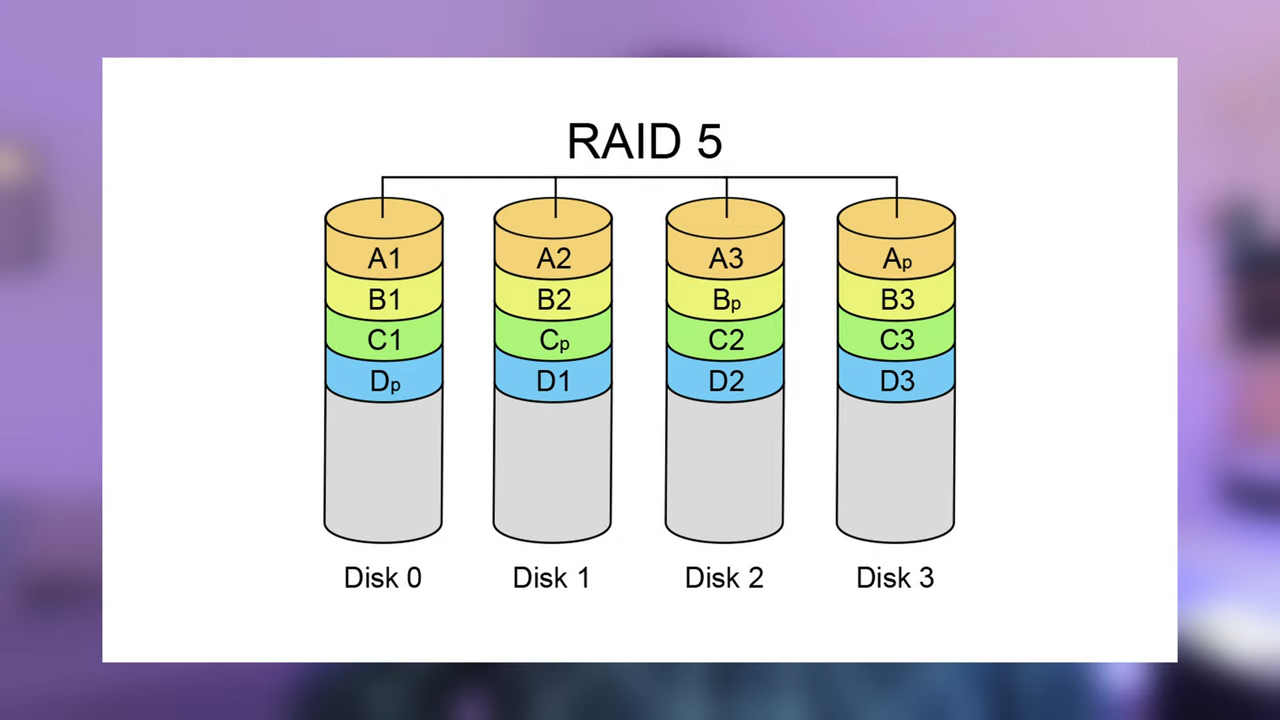 RAID 5
A1 A2 A3 Ap
B1 B2 Bp B3
C1 Cp C2 C3
Dp D1 D2 D3
Disk 0 Disk 1 Disk 2 Disk 3